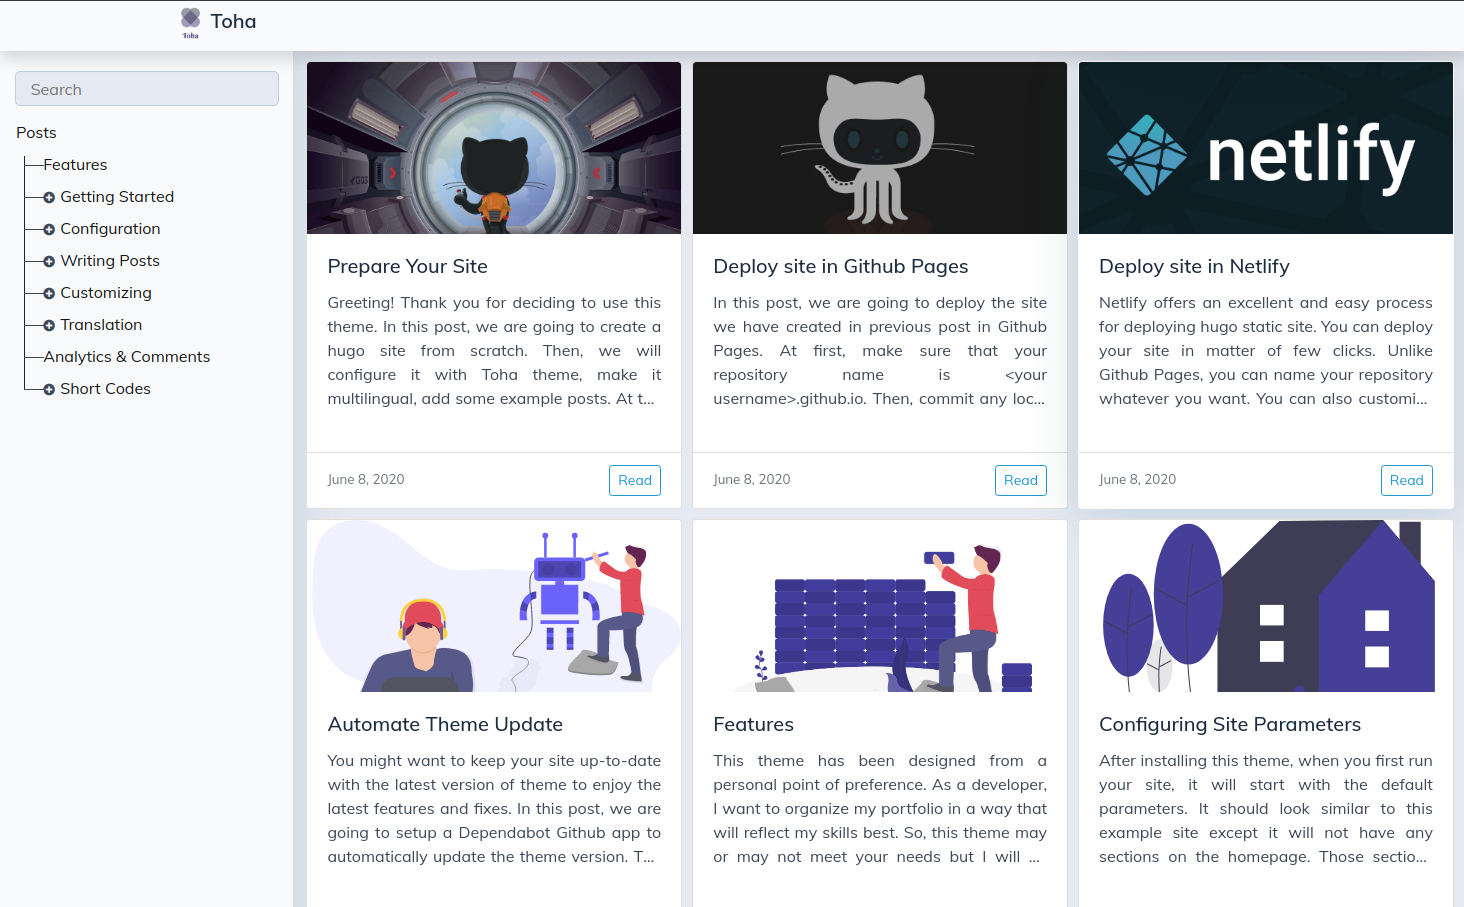 Toha
Toha
Search
Posts
Features
Getting Started
Configuration
Writing Posts
Customizing
Translation
Analytics & Comments
Short Codes
Prepare Your Site
Greeting! Thank you for deciding to use this
theme. In this post, we are going to create a
hugo site from scratch. Then, we will
configure it with Toha theme, make it
multilingual, add some example posts. At t...
June 8, 2020
Read
Deploy site in Github Pages
In this post, we are going to deploy the site
we have created in previous post in Github
Pages. At first, make sure that your
repository name is <your
username>.github.io. Then, commit any loc...
June 8, 2020
Read
netlify
Deploy site in Netlify
Netlify offers an excellent and easy process
for deploying hugo static site. You can deploy
your site in matter of few clicks. Unlike
Github Pages, you can name your repository
whatever you want. You can also customi...
June 8, 2020
Read
Automate Theme Update
You might want to keep your site up-to-date
with the latest version of theme to enjoy the
latest features and fixes. In this post, we are
going to setup a Dependabot Github app to
automatically update the theme version. T...
Features
This theme has been designed from a
personal point of preference. As a developer,
I want to organize my portfolio in a way that
will reflect my skills best. So, this theme may
or may not meet your needs but I will ...
Configuring Site Parameters
After installing this theme, when you first run
your site, it will start with the default
parameters. It should look similar to this
example site except it will not have any
sections on the homepage. Those sectio...